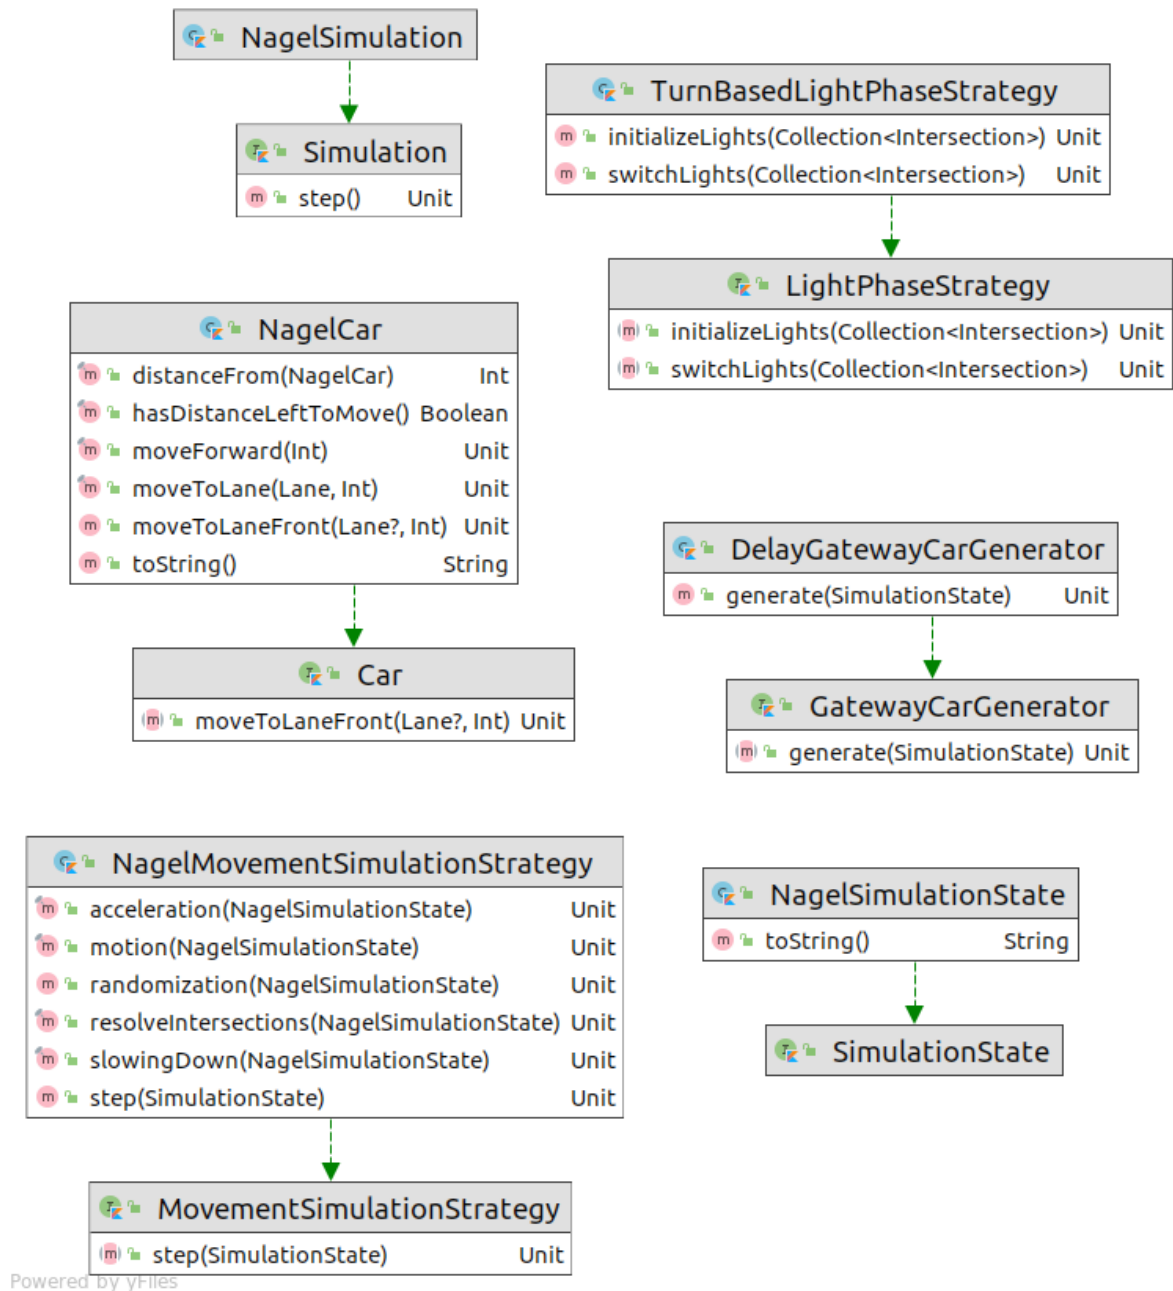 NagelSimulation
Simulation
step() Unit
TurnBasedLightPhaseStrategy
initializeLights(Collection<Intersection>) Unit
switchLights(Collection<Intersection>) Unit
LightPhaseStrategy
initializeLights(Collection<Intersection>) Unit
switchLights(Collection<Intersection>) Unit
NagelCar
distanceFrom(NagelCar) Int
hasDistanceLeftToMove() Boolean
moveForward(Int) Unit
moveToLane(Lane, Int) Unit
moveToLaneFront(Lane?, Int) Unit
toString() String
Car
moveToLaneFront(Lane?, Int) Unit
DelayGatewayCarGenerator
generate(SimulationState) Unit
GatewayCarGenerator
generate(SimulationState) Unit
NagelMovementSimulationStrategy
acceleration(NagelSimulationState) Unit
motion(NagelSimulationState) Unit
randomization(NagelSimulationState) Unit
resolveIntersections(NagelSimulationState) Unit
slowingDown(NagelSimulationState) Unit
step(SimulationState) Unit
MovementSimulationStrategy
step(SimulationState) Unit
NagelSimulationState
toString() String
SimulationState
Powered by yFiles